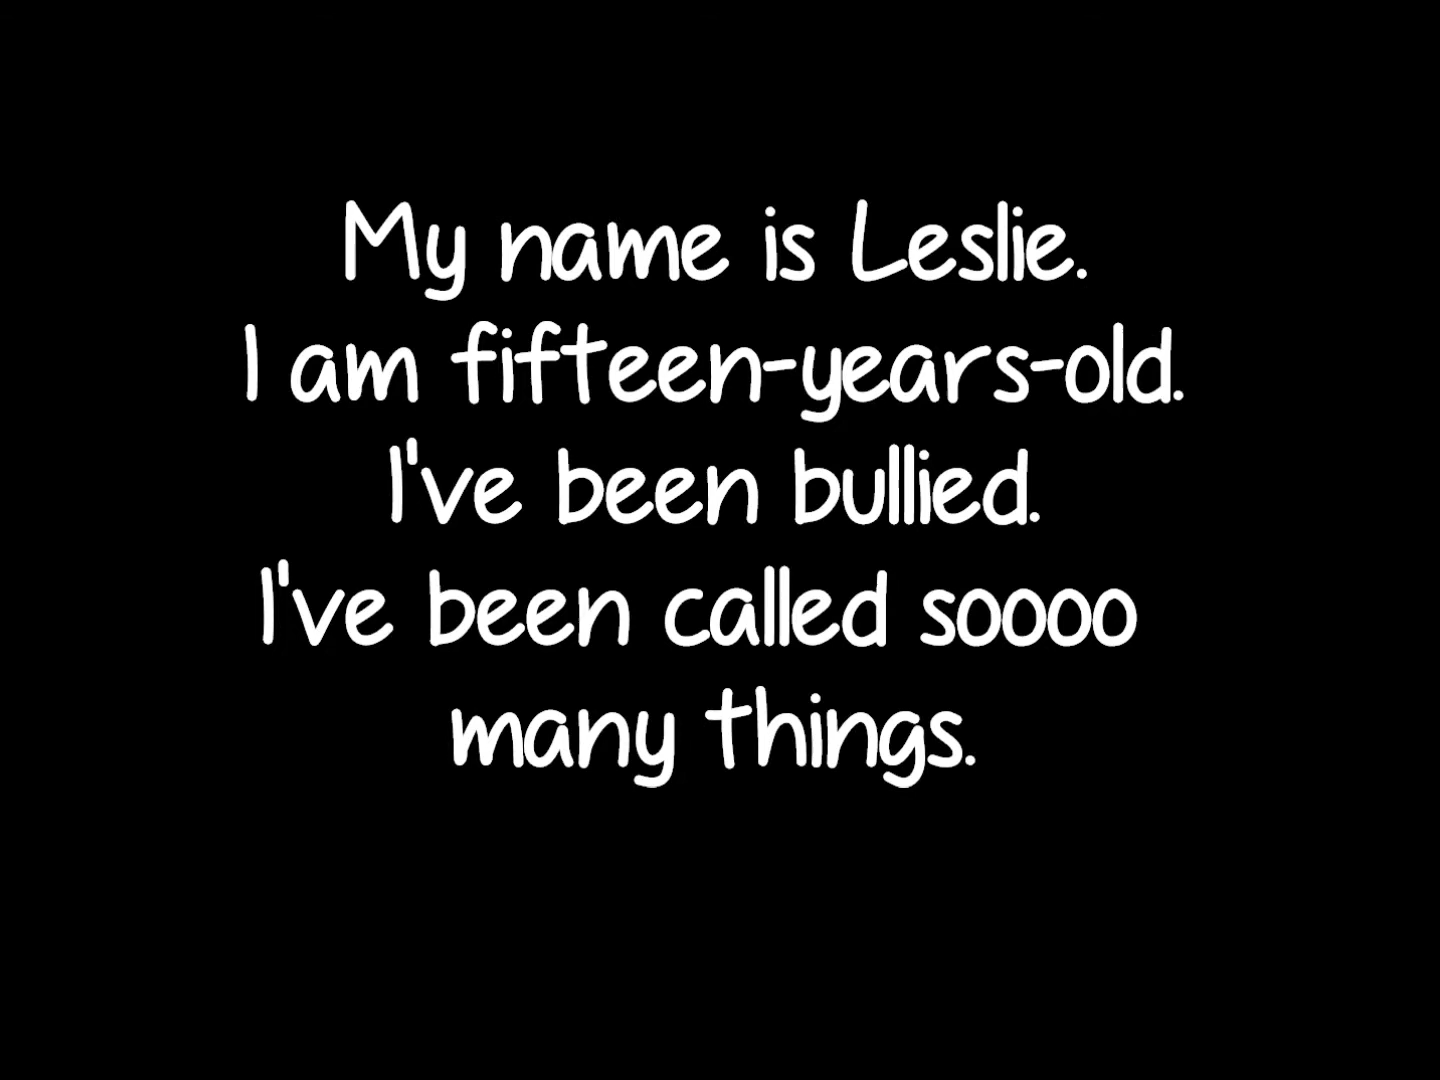 My name is Leslie.
I am fifteen-years-old.
I've been bullied.
I've been called soooo
many things.